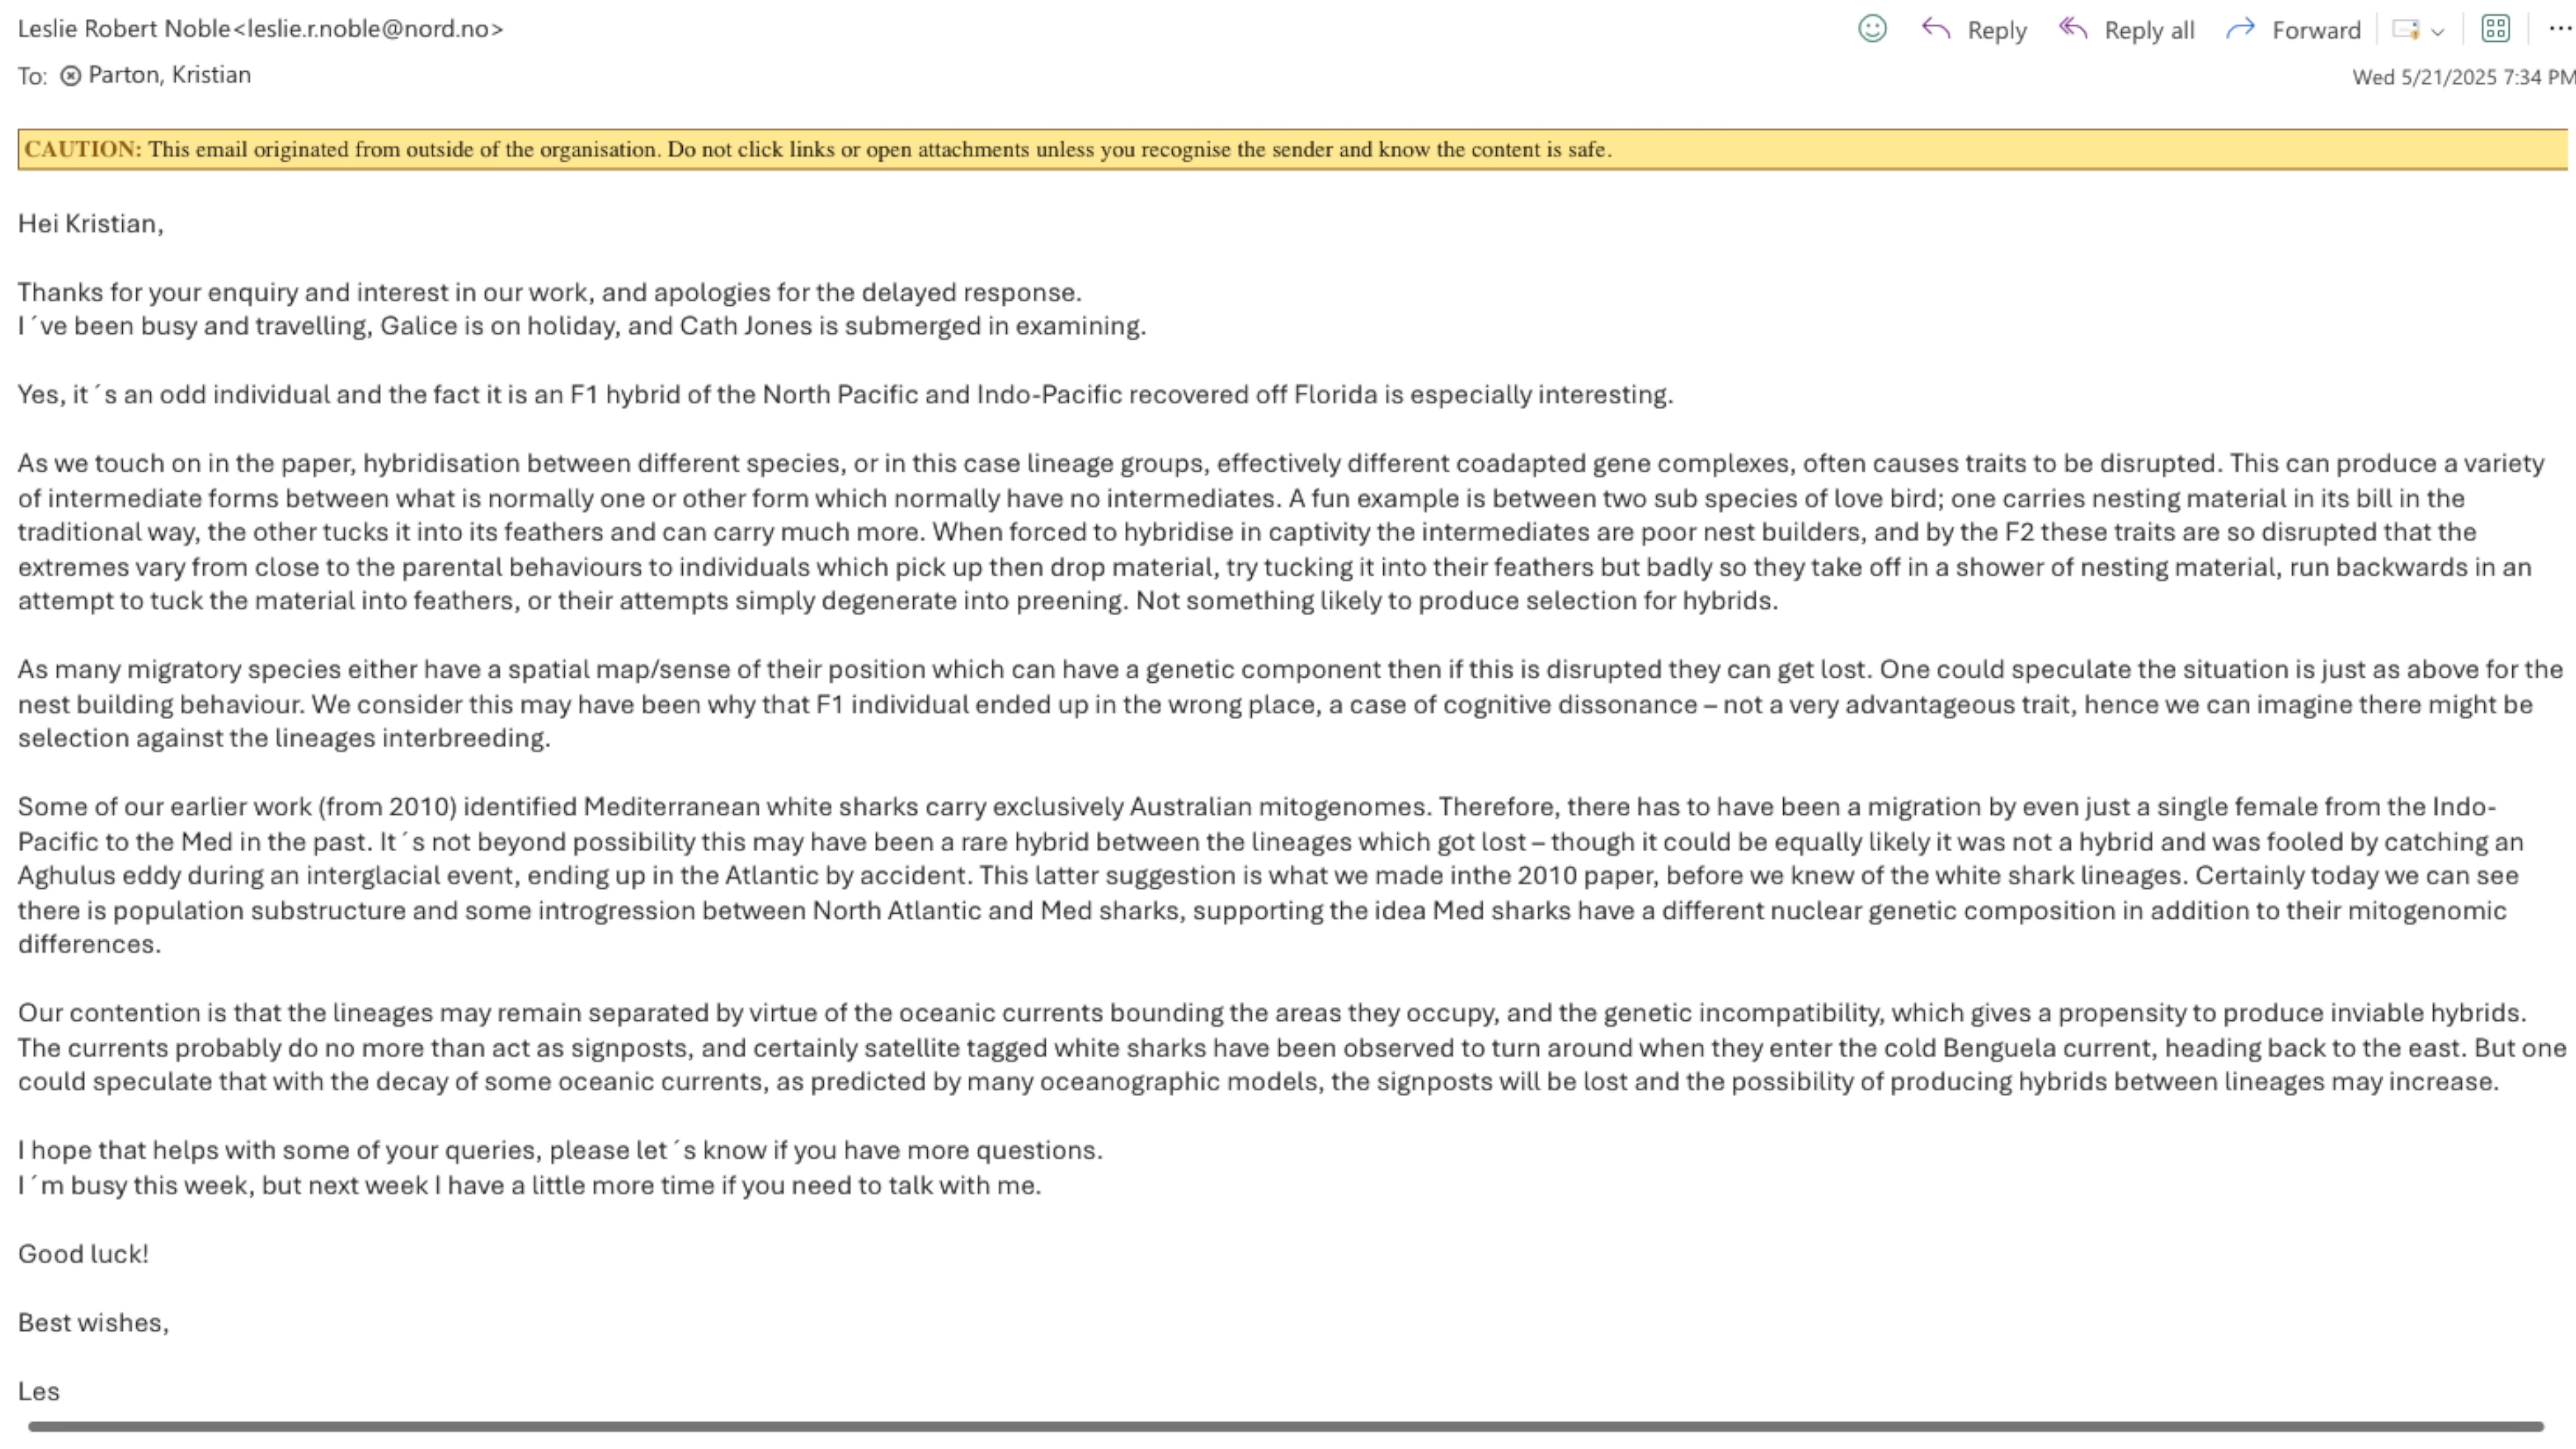 Leslie Robert Noble<leslie.r.noble@nord.no>
Reply
Reply all
Forward
To: Parton, Kristian
Wed 5/21/2025 7:34 PM
CAUTION: This email originated from outside of the organisation. Do not click links or open attachments unless you recognise the sender and know the content is safe.
Hei Kristian,
Thanks for your enquiry and interest in our work, and apologies for the delayed response.
I´ve been busy and travelling, Galice is on holiday, and Cath Jones is submerged in examining.
Yes, it´s an odd individual and the fact it is an F1 hybrid of the North Pacific and Indo-Pacific recovered off Florida is especially interesting.
As we touch on in the paper, hybridisation between different species, or in this case lineage groups, effectively different coadapted gene complexes, often causes traits to be disrupted. This can produce a variety
of intermediate forms between what is normally one or other form which normally have no intermediates. A fun example is between two sub species of love bird; one carries nesting material in its bill in the
traditional way, the other tucks it into its feathers and can carry much more. When forced to hybridise in captivity the intermediates are poor nest builders, and by the F2 these traits are so disrupted that the
extremes vary from close to the parental behaviours to individuals which pick up then drop material, try tucking it into their feathers but badly so they take off in a shower of nesting material, run backwards in an
attempt to tuck the material into feathers, or their attempts simply degenerate into preening. Not something likely to produce selection for hybrids.
As many migratory species either have a spatial map/sense of their position which can have a genetic component then if this is disrupted they can get lost. One could speculate the situation is just as above for the
nest building behaviour. We consider this may have been why that F1 individual ended up in the wrong place, a case of cognitive dissonance – not a very advantageous trait, hence we can imagine there might be
selection against the lineages interbreeding.
Some of our earlier work (from 2010) identified Mediterranean white sharks carry exclusively Australian mitogenomes. Therefore, there has to have been a migration by even just a single female from the Indo-
Pacific to the Med in the past. It´s not beyond possibility this may have been a rare hybrid between the lineages which got lost – though it could be equally likely it was not a hybrid and was fooled by catching an
Aghulus eddy during an interglacial event, ending up in the Atlantic by accident. This latter suggestion is what we made inthe 2010 paper, before we knew of the white shark lineages. Certainly today we can see
there is population substructure and some introgression between North Atlantic and Med sharks, supporting the idea Med sharks have a different nuclear genetic composition in addition to their mitogenomic
differences.
Our contention is that the lineages may remain separated by virtue of the oceanic currents bounding the areas they occupy, and the genetic incompatibility, which gives a propensity to produce inviable hybrids.
The currents probably do no more than act as signposts, and certainly satellite tagged white sharks have been observed to turn around when they enter the cold Benguela current, heading back to the east. But one
could speculate that with the decay of some oceanic currents, as predicted by many oceanographic models, the signposts will be lost and the possibility of producing hybrids between lineages may increase.
I hope that helps with some of your queries, please let´s know if you have more questions.
I´m busy this week, but next week I have a little more time if you need to talk with me.
Good luck!
Best wishes,
Les